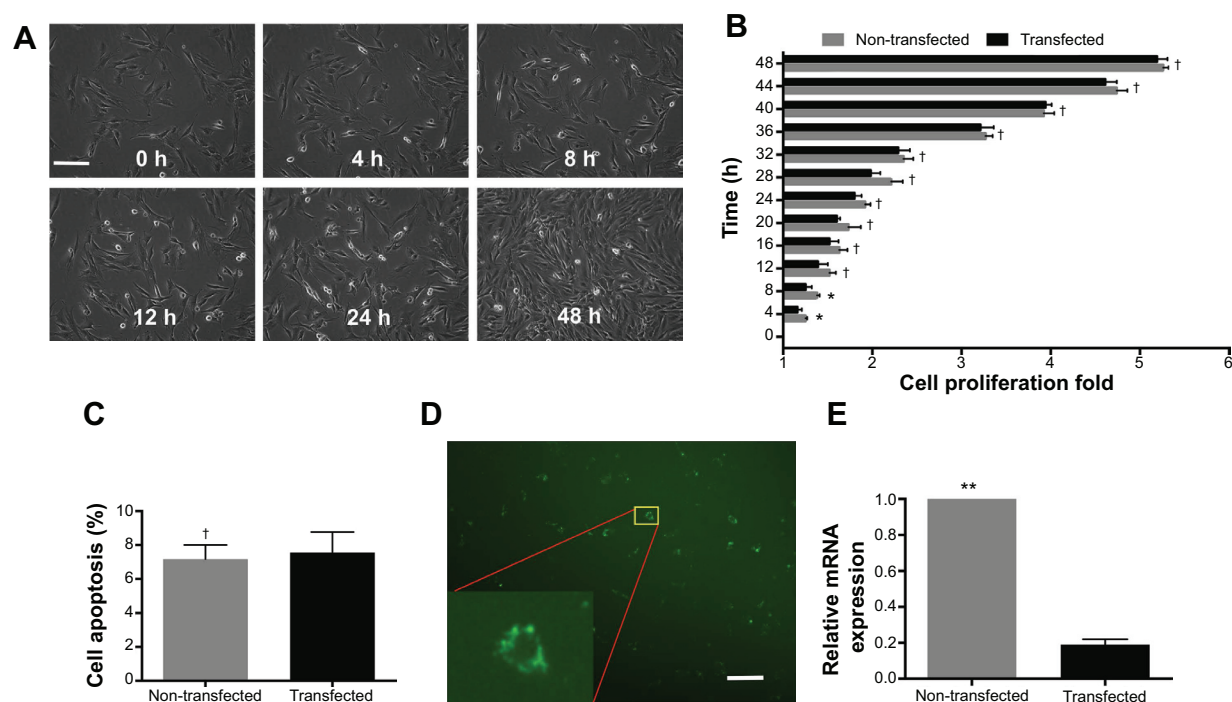 A
0 h
4 h
8 h
12 h
24 h
48 h
B
Non-transfected Transfected
Time (h)
48 †
44 †
40 †
36 †
32 †
28 †
24 †
20 †
16 †
12 †
8 *
4 *
0
1 2 3 4 5 6
Cell proliferation fold
C
Cell apoptosis (%)
10
8
6
4
2
0
†
Non-transfected Transfected
D
E
Relative mRNA
expression
**
1.0
0.8
0.6
0.4
0.2
0.0
Non-transfected Transfected